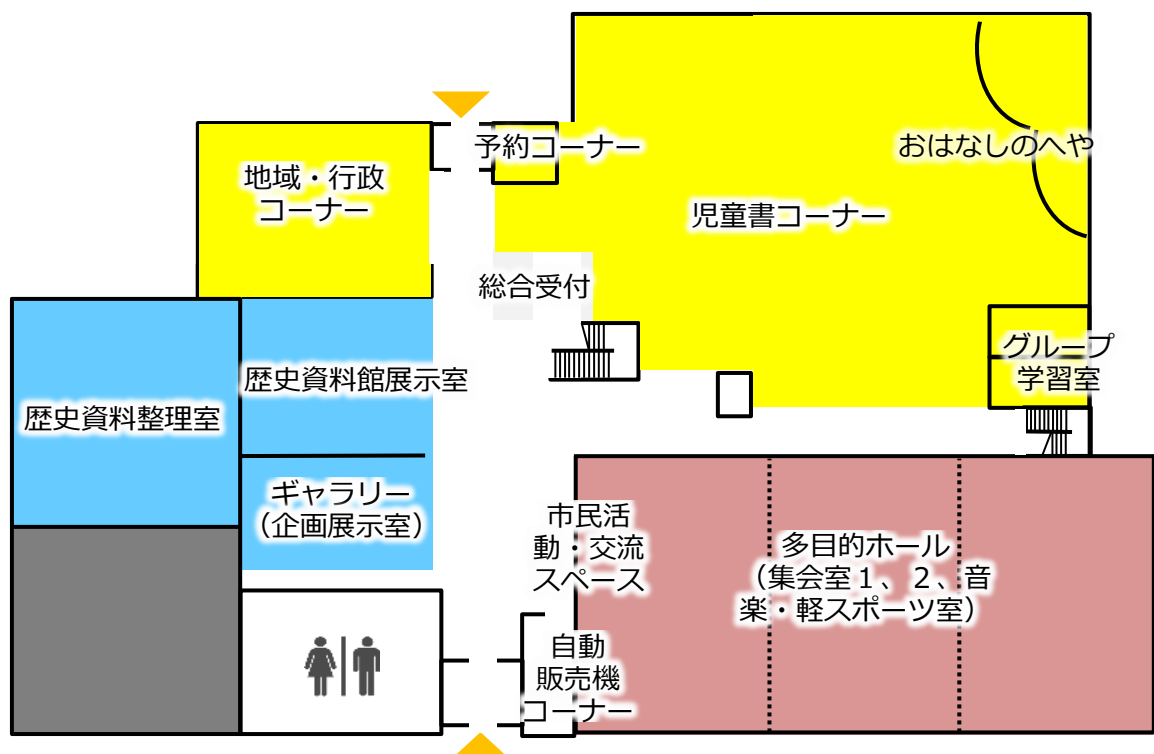 予約コーナー
おはなしのへや
地域・行政
コーナー
児童書コーナー
総合受付
グループ
学習室
歴史資料館展示室
歴史資料整理室
ギャラリー
（企画展示室）
市民活
動・交流
スペース
多目的ホール
（集会室１、２、音
楽・軽スポーツ室）
自動
販売機
コーナー